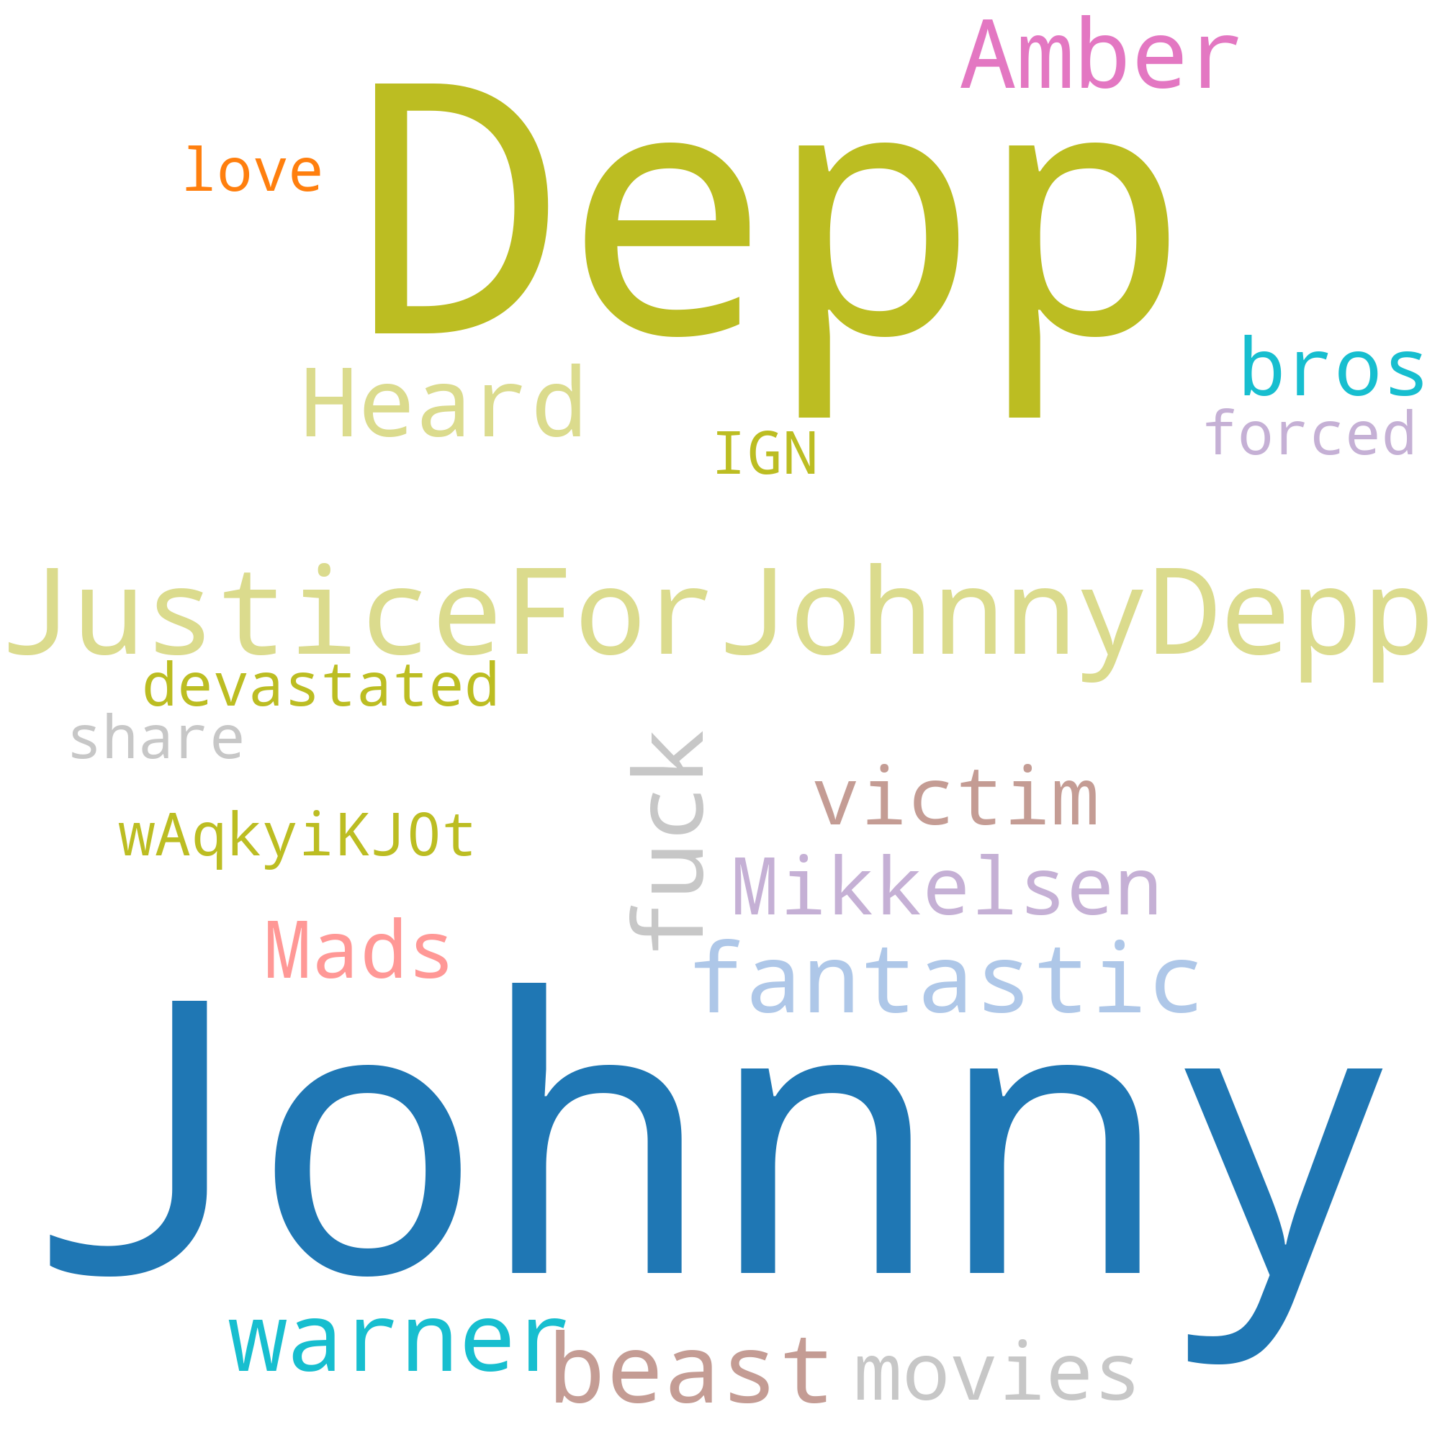 Amber
Depp
love
bros
Heard
forced
IGN
JusticeForJohnnyDepp
devastated
share
fuck
victim
wAqkyiKJ0t
Mikkelsen
Mads
fantastic
Johnny
warner
beast
movies